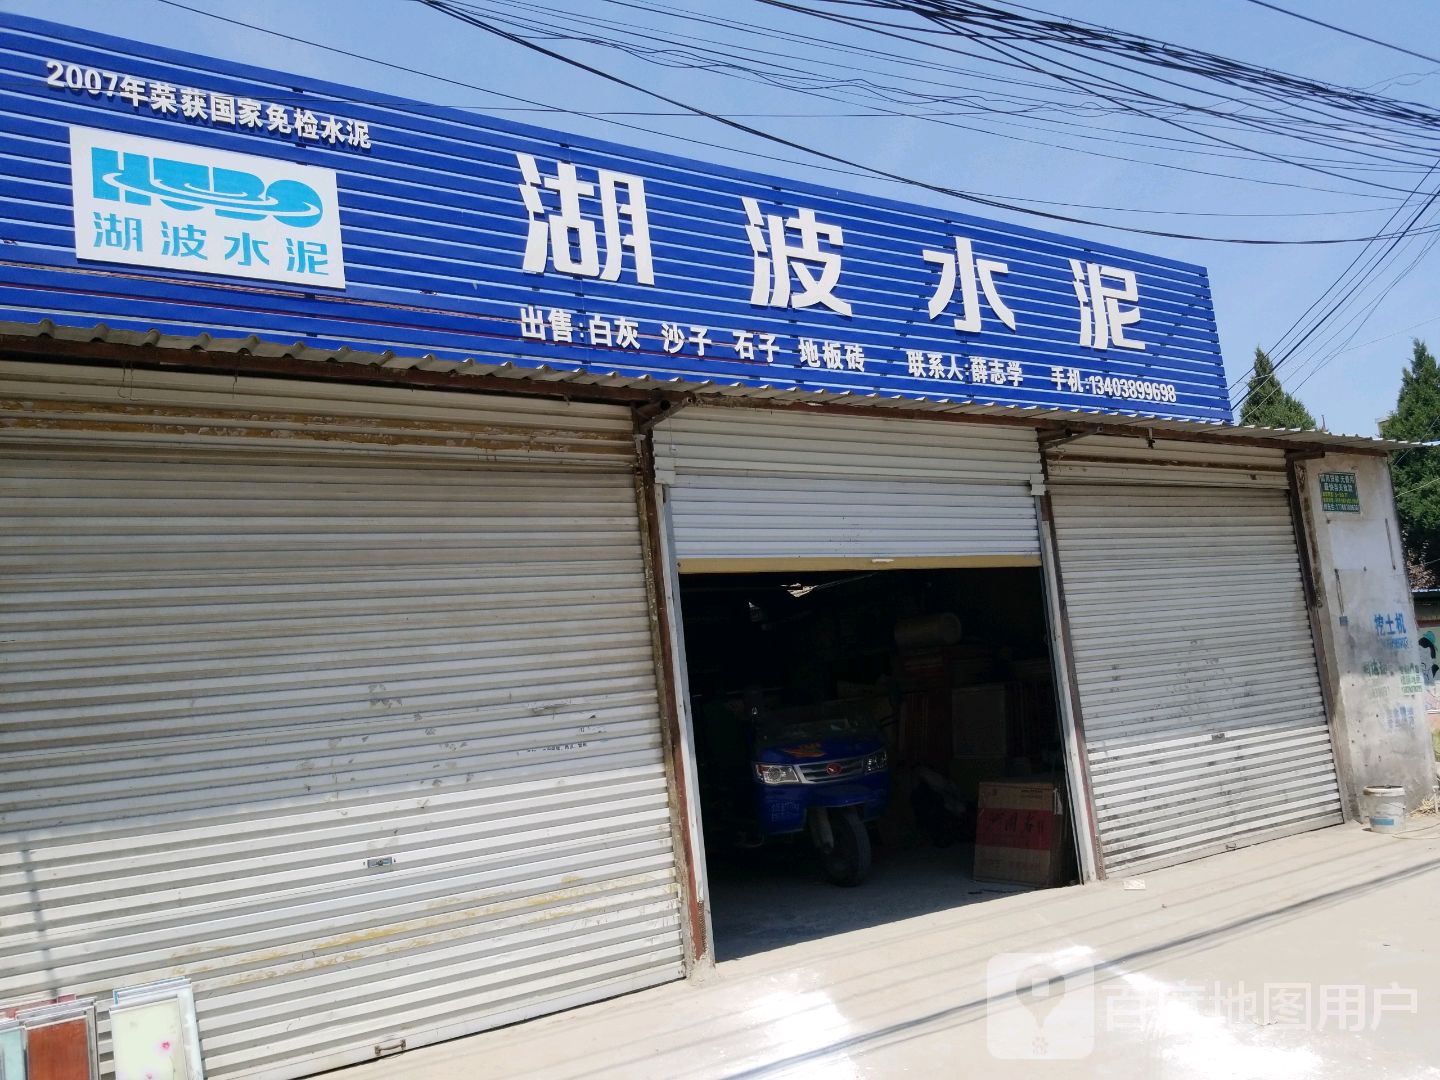 2007年荣获国家免检水泥
HUBO
湖波水泥
湖波水泥
出售:白灰 沙子 石子 地板砖 联系人:薛志学 手机:13403899698
挖土机
百度地图用户